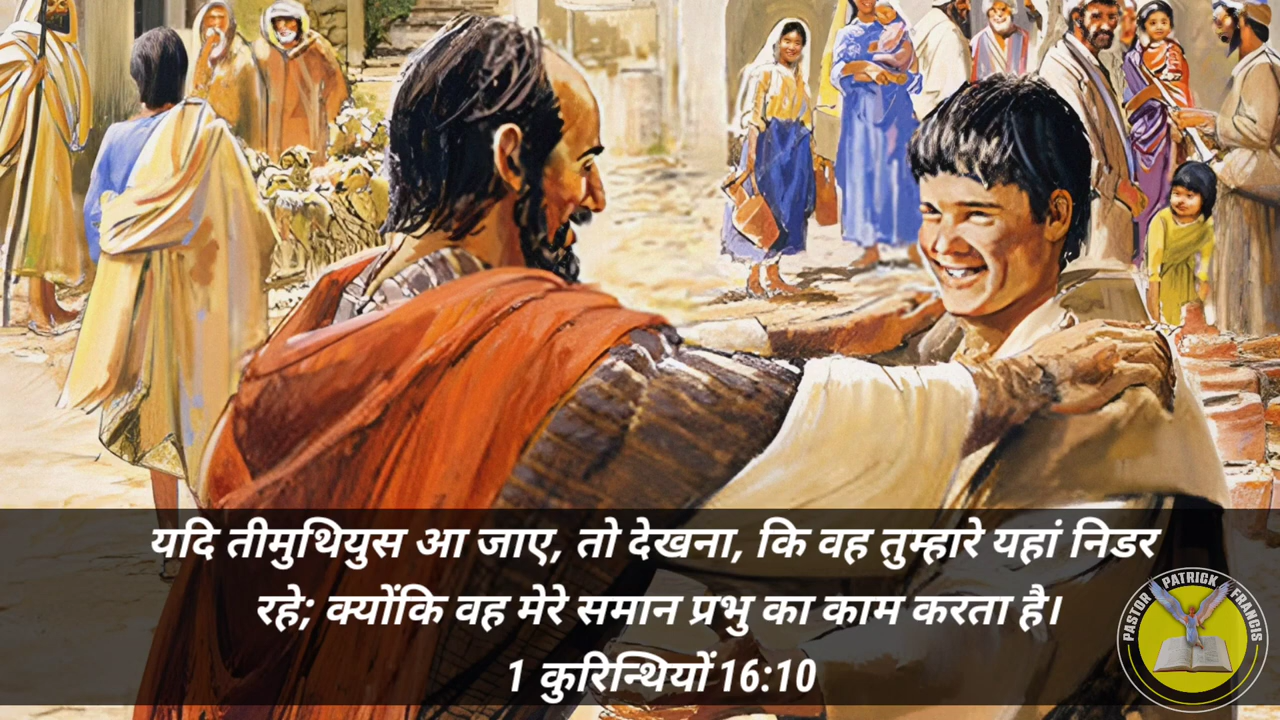 यदि तीमुथियुस आ जाए, तो देखना, कि वह तुम्हारे यहां निडर
रहे; क्योंकि वह मेरे समान प्रभु का काम करता है।
1 कुरिन्थियों 16:10
PASTOR PATRICK FRANCIS